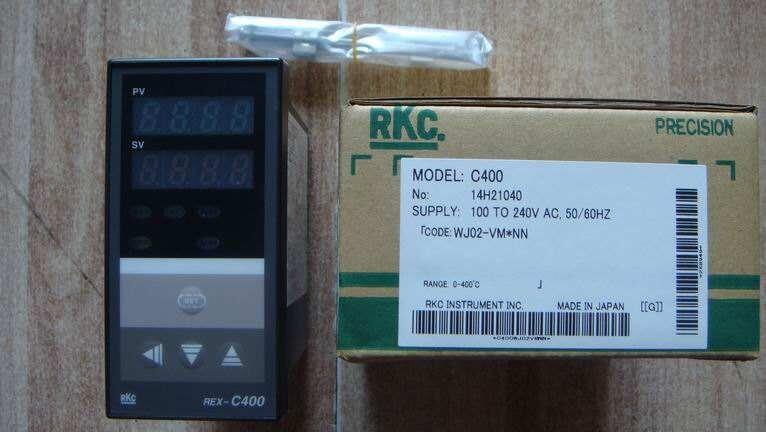 PV
SV
SET
RKC
REX-C400
RKC.
PRECISION
MODEL: C400
No: 14H21040
SUPPLY: 100 TO 240V AC, 50/60HZ
「CODE: WJ02-VM*NN
RANGE: 0-400℃ 」
RKC INSTRUMENT INC. MADE IN JAPAN [[G]]